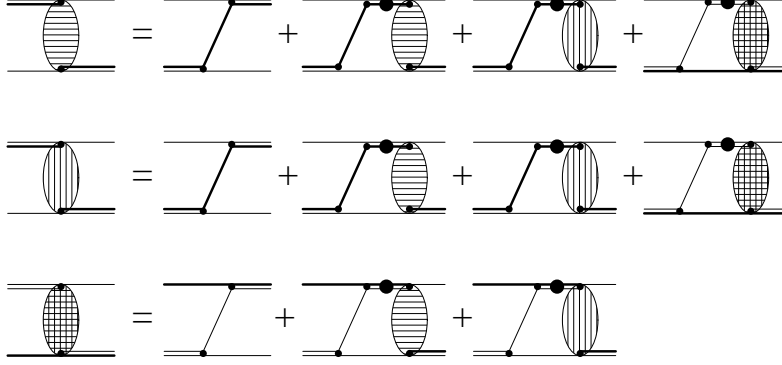 = + + +
= + + +
= + +